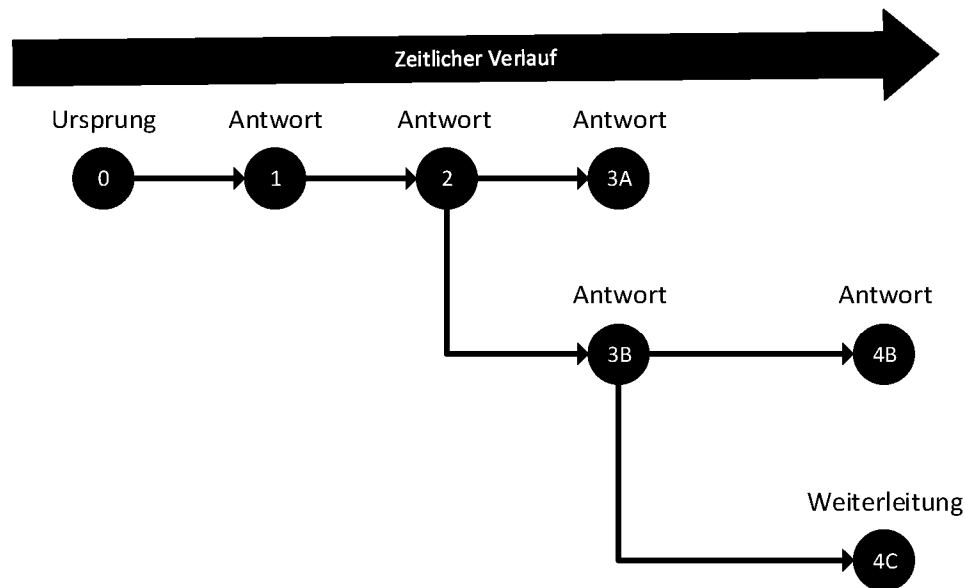 Zeitlicher Verlauf
Ursprung
Antwort
Antwort
Antwort
0
1
2
3A
Antwort
Antwort
3B
4B
Weiterleitung
4C